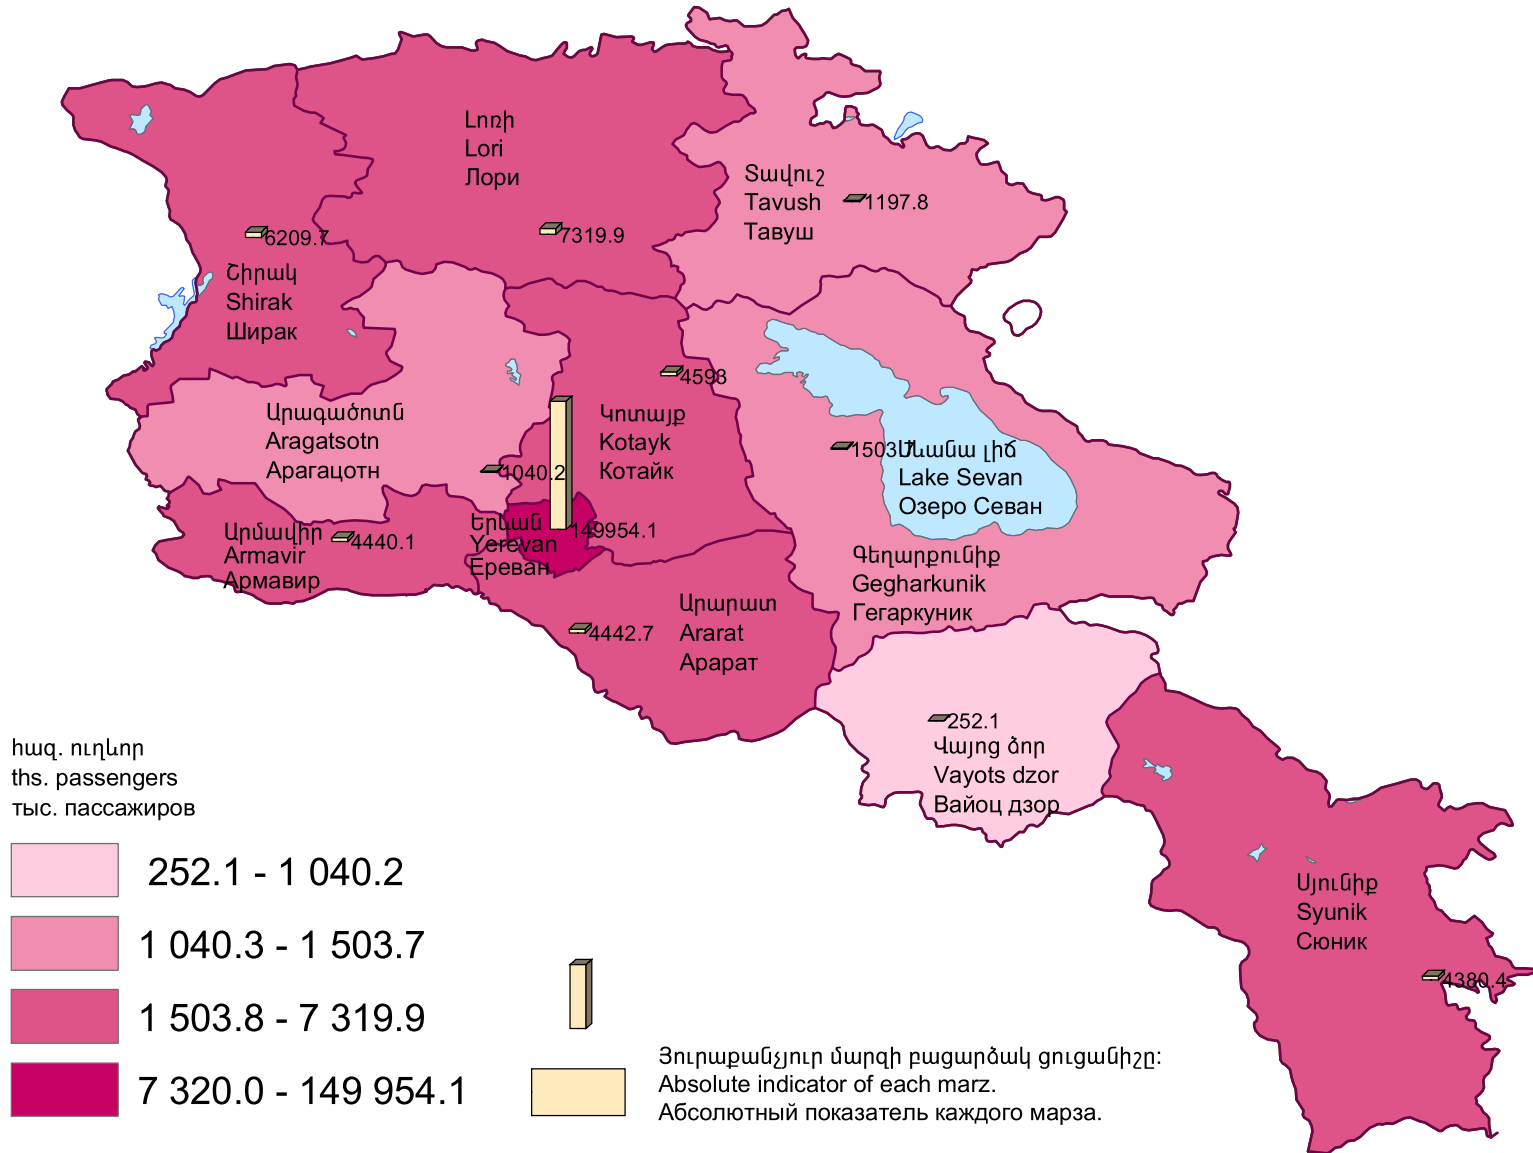 Լոռի
Lori
Лори
7319.9
Տավուշ
Tavush
Тавуш
1197.8
6209.7
Շիրակ
Shirak
Ширак
4593
Արագածոտն
Aragatsotn
Арагацотн
1040.2
Կոտայք
Kotayk
Котайк
1503.7
Սևանա լիճ
Lake Sevan
Озеро Севан
Արմավիր
Armavir
Армавир
4440.1
Երևան
Yerevan
Ереван
149954.1
Գեղարքունիք
Gegharkunik
Гегаркуник
Արարատ
Ararat
Арарат
4442.7
252.1
Վայոց ձոր
Vayots dzor
Вайоц дзор
Սյունիք
Syunik
Сюник
4380.4
հազ. ուղևոր
ths. passengers
тыс. пассажиров
252.1 - 1 040.2
1 040.3 - 1 503.7
1 503.8 - 7 319.9
7 320.0 - 149 954.1
Յուրաքանչյուր մարզի բացարձակ ցուցանիշը:
Absolute indicator of each marz.
Абсолютный показатель каждого марза.